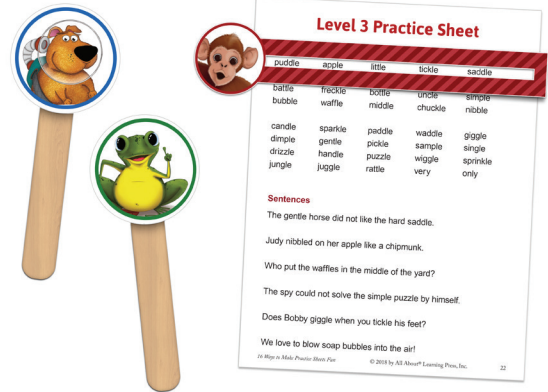 Level 3 Practice Sheet
puddle apple little tickle saddle
battle freckle bottle uncle simple
bubble waffle middle chuckle nibble
candle sparkle paddle waddle giggle
dimple gentle pickle sample single
drizzle handle puzzle wiggle sprinkle
jungle juggle rattle very only
Sentences
The gentle horse did not like the hard saddle.
Judy nibbled on her apple like a chipmunk.
Who put the waffles in the middle of the yard?
The spy could not solve the simple puzzle by himself.
Does Bobby giggle when you tickle his feet?
We love to blow soap bubbles into the air!
16 Ways to Make Practice Sheets Fun © 2018 by All About® Learning Press, Inc. 22